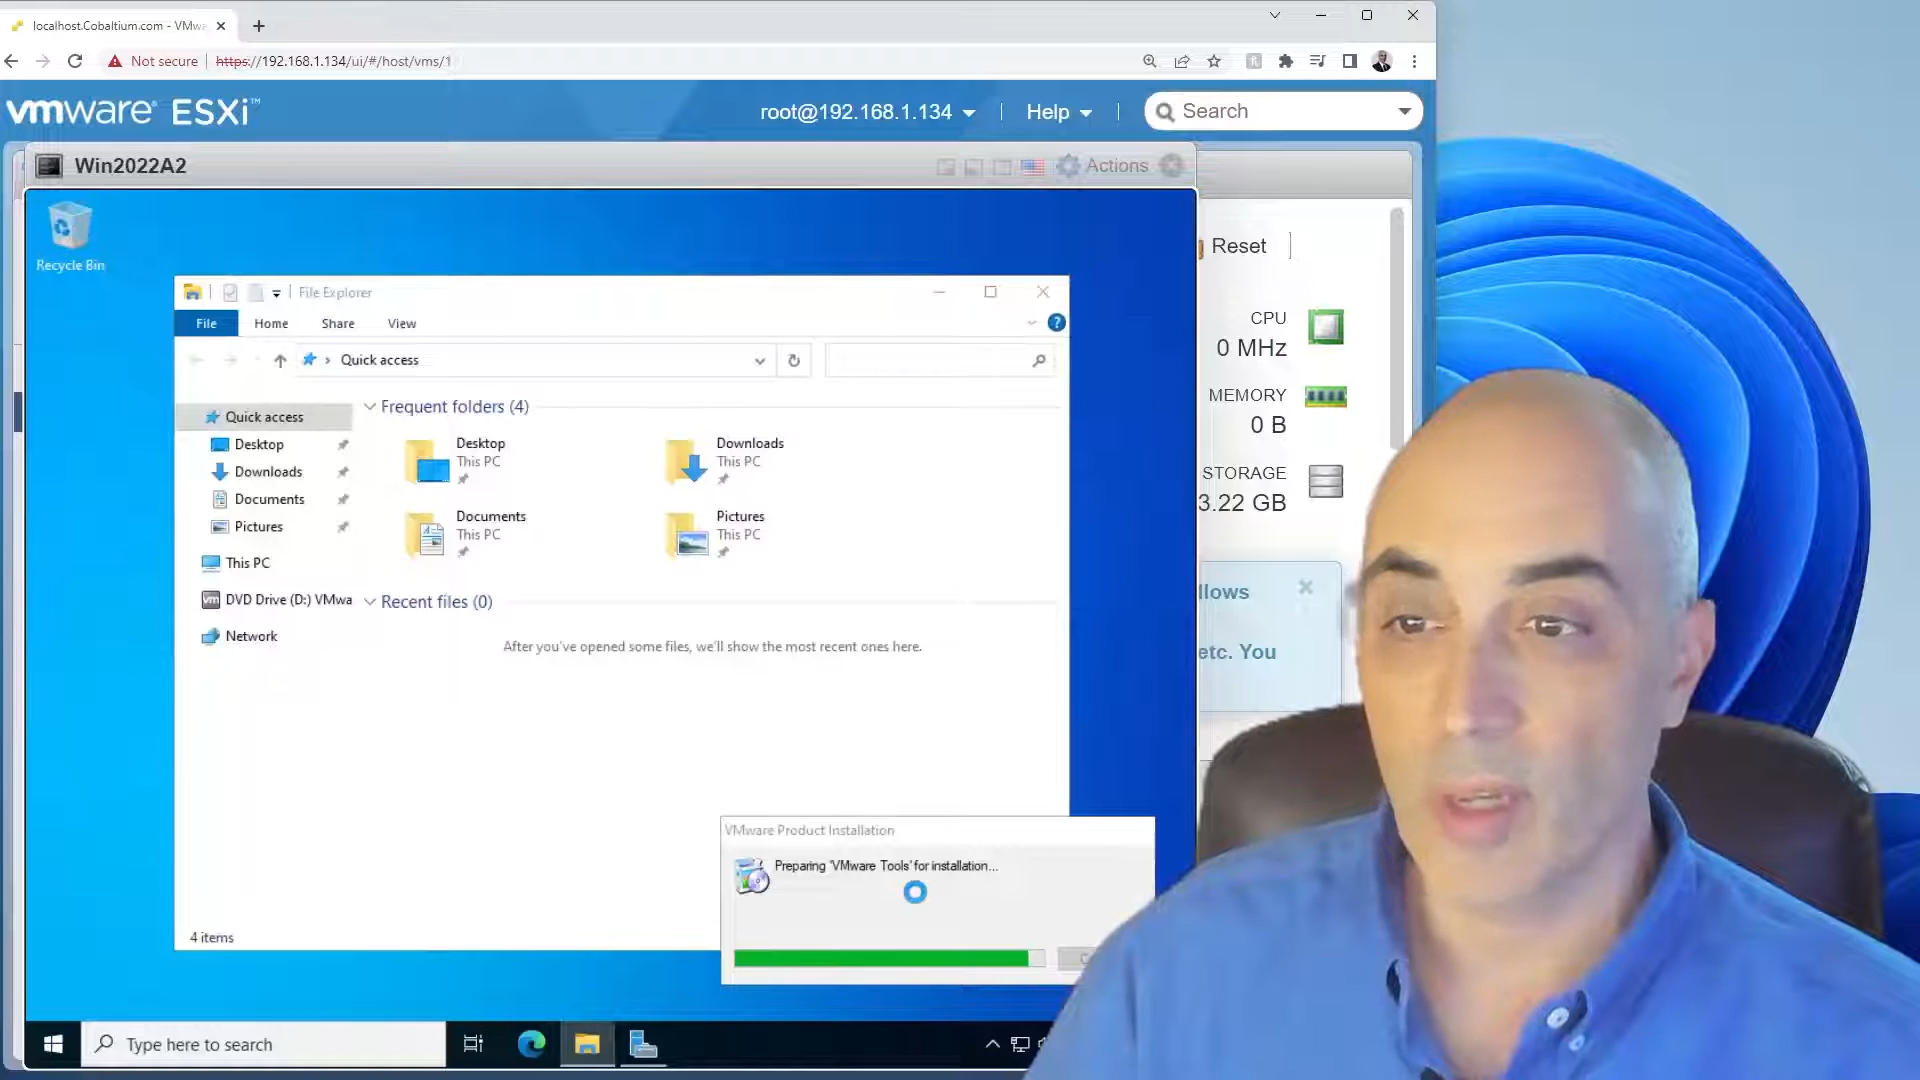 localhost.Cobaltium.com - VMwa
Not secure
https://192.168.1.134/ui/#/host/vms/1
vmware ESXi™
root@192.168.1.134
Help
Search
Win2022A2
Actions
Recycle Bin
Reset
CPU
0 MHz
MEMORY
0 B
STORAGE
3.22 GB
llows
etc. You
File Explorer
File
Home
Share
View
Quick access
Quick access
Desktop
Downloads
Documents
Pictures
This PC
DVD Drive (D:) VMwa
Network
Frequent folders (4)
Desktop
This PC
Downloads
This PC
Documents
This PC
Pictures
This PC
Recent files (0)
After you've opened some files, we'll show the most recent ones here.
4 items
VMware Product Installation
Preparing 'VMware Tools' for installation...
Type here to search